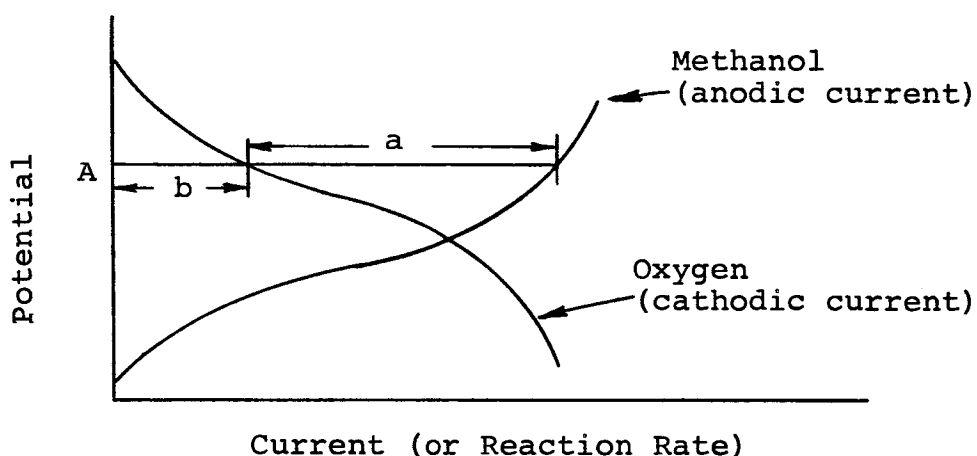 Methanol
(anodic current)
a
A
b
Oxygen
(cathodic current)
Potential
Current (or Reaction Rate)